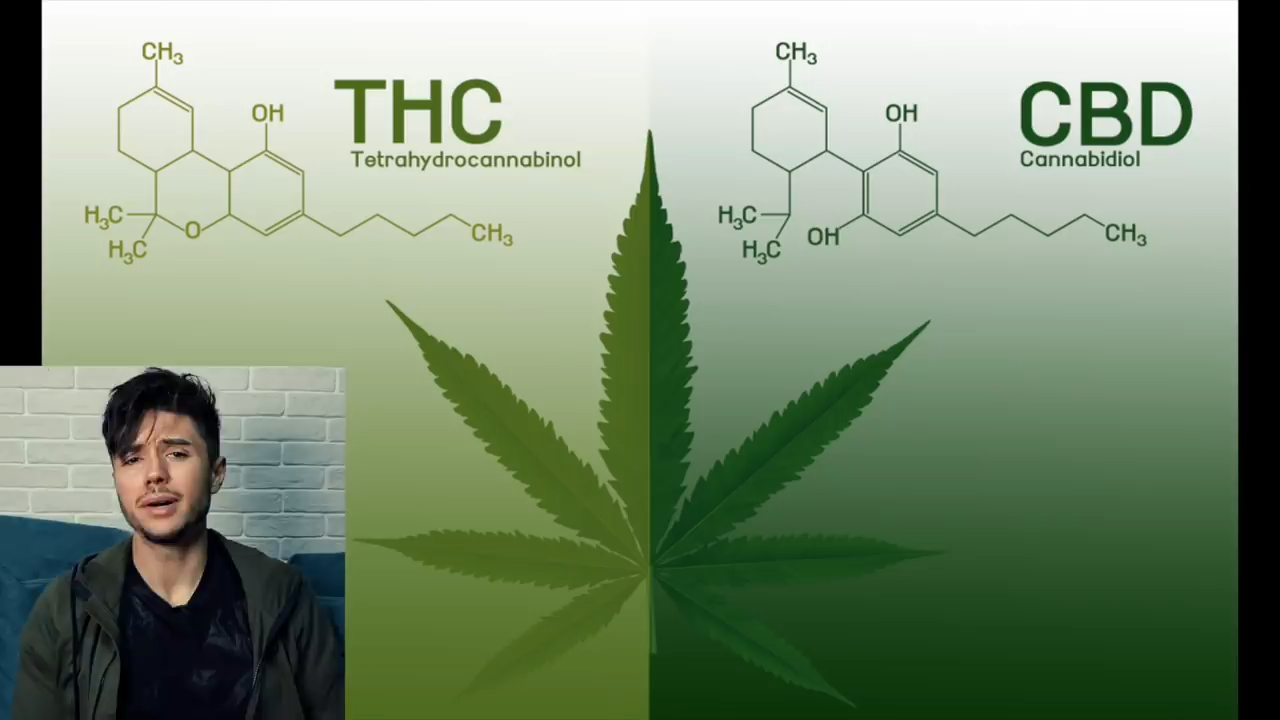 CH₃
OH
THC
Tetrahydrocannabinol
H₃C
O
H₃C
CH₃
CH₃
OH
CBD
Cannabidiol
H₃C
OH
H₃C
CH₃